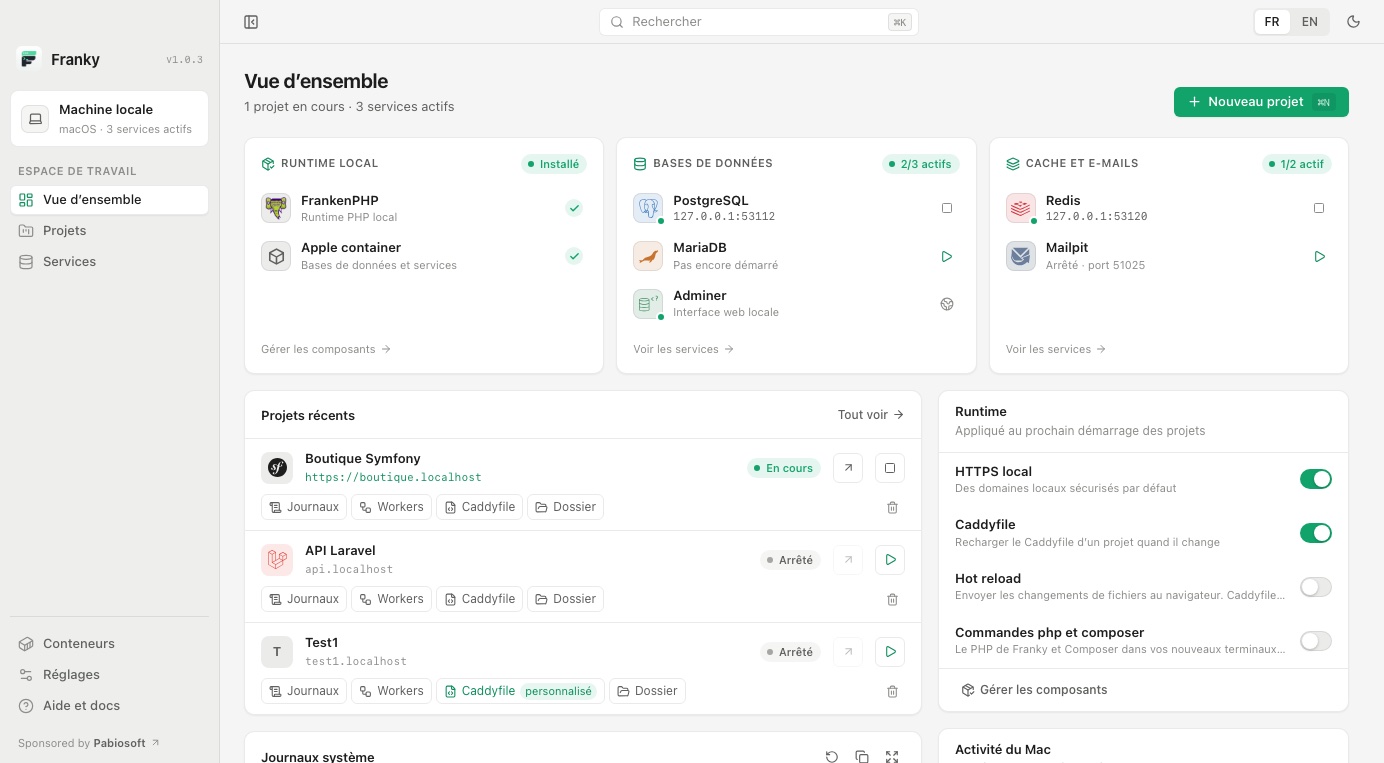 Rechercher
⌘K
FR
EN
Franky
v1.0.3
Machine locale
macOS · 3 services actifs
ESPACE DE TRAVAIL
Vue d’ensemble
Projets
Services
Conteneurs
Réglages
Aide et docs
Sponsored by Pabiosoft
Vue d’ensemble
1 projet en cours · 3 services actifs
Nouveau projet ⌘N
RUNTIME LOCAL
Installé
FrankenPHP
Runtime PHP local
Apple container
Bases de données et services
Gérer les composants
BASES DE DONNÉES
2/3 actifs
PostgreSQL
127.0.0.1:53112
MariaDB
Pas encore démarré
Adminer
Interface web locale
Voir les services
CACHE ET E-MAILS
1/2 actif
Redis
127.0.0.1:53120
Mailpit
Arrêté · port 51025
Voir les services
Projets récents
Tout voir
Boutique Symfony
https://boutique.localhost
En cours
Journaux
Workers
Caddyfile
Dossier
API Laravel
api.localhost
Arrêté
Journaux
Workers
Caddyfile
Dossier
T
Test1
test1.localhost
Arrêté
Journaux
Workers
Caddyfile personnalisé
Dossier
Runtime
Appliqué au prochain démarrage des projets
HTTPS local
Des domaines locaux sécurisés par défaut
Caddyfile
Recharger le Caddyfile d'un projet quand il change
Hot reload
Envoyer les changements de fichiers au navigateur. Caddyfile...
Commandes php et composer
Le PHP de Franky et Composer dans vos nouveaux terminaux...
Gérer les composants
Journaux système
Activité du Mac